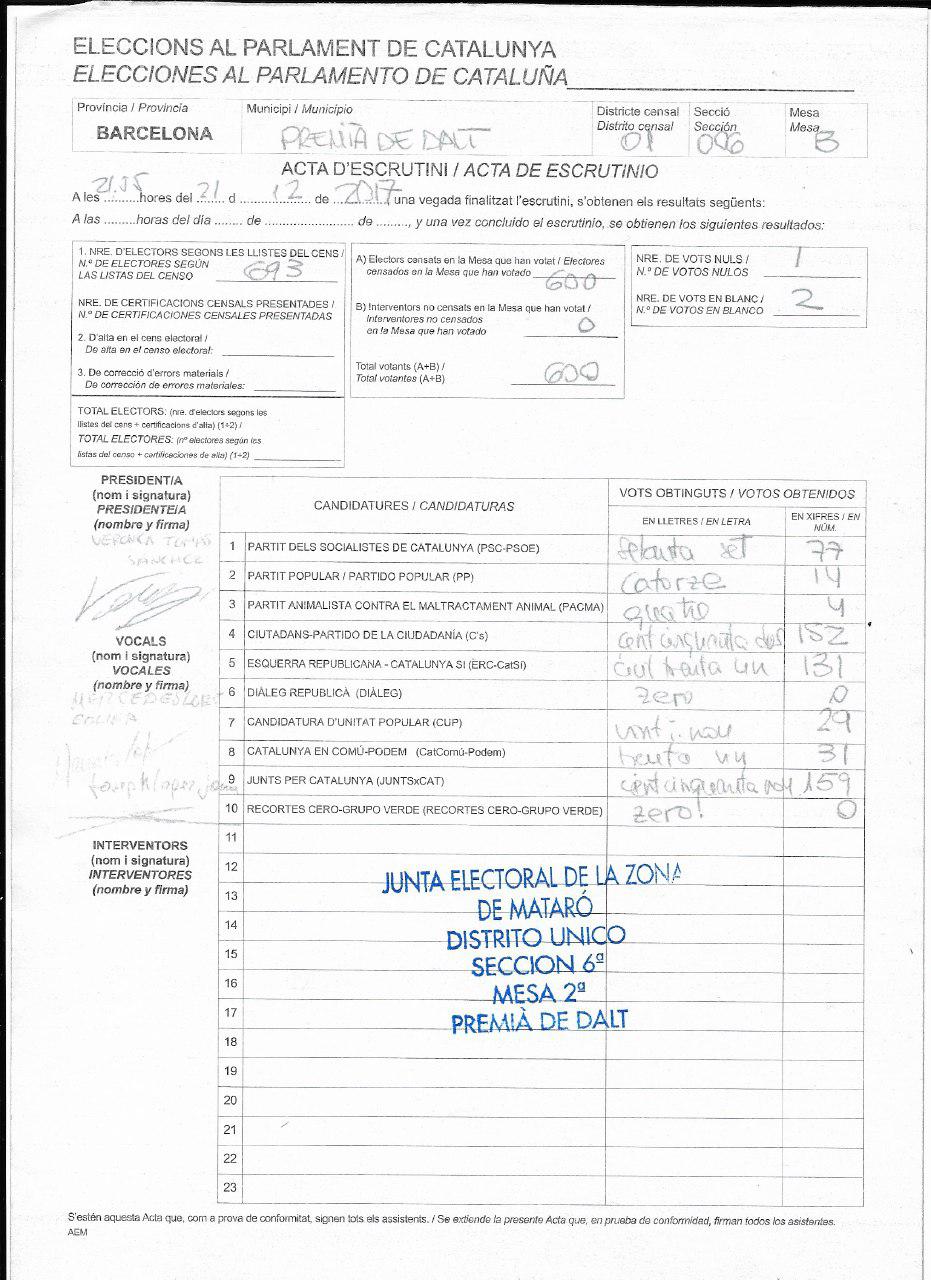 ELECCIONS AL PARLAMENT DE CATALUNYA
ELECCIONES AL PARLAMENTO DE CATALUÑA
Província / Provincia
BARCELONA
Municipi / Municipio
PREMIÀ DE DALT
Districte censal
Distrito censal
01
Secció
Sección
006
Mesa
Mesa
B
ACTA D'ESCRUTINI / ACTA DE ESCRUTINIO
A les 21.55 hores del 21 d 12 de 2017, una vegada finalitzat l'escrutini, s'obtenen els resultats següents:
A las .........horas del día ...... de ........................ de ........, y una vez concluido el escrutinio, se obtienen los siguientes resultados:
1. NRE. D'ELECTORS SEGONS LES LLISTES DEL CENS /
N.º DE ELECTORES SEGÚN
LAS LISTAS DEL CENSO 693
NRE. DE CERTIFICACIONS CENSALS PRESENTADES /
N.º DE CERTIFICACIONES CENSALES PRESENTADAS
2. D'alta en el cens electoral /
De alta en el censo electoral:
3. De correcció d'errors materials /
De corrección de errores materiales:
TOTAL ELECTORS: (nre. d'electors segons les
llistes del cens + certificacions d'alta) (1+2) /
TOTAL ELECTORES: (nº electores según les
listas del censo + certificaciones de alta) (1+2)
A) Electors censats en la Mesa que han votat / Electores
censados en la Mesa que han votado 600
B) Interventors no censats en la Mesa que han votat /
Interventores no censados
en la Mesa que han votado 0
Total votants (A+B) /
Total votantes (A+B) 600
NRE. DE VOTS NULS /
N.º DE VOTOS NULOS 1
NRE. DE VOTS EN BLANC /
N.º DE VOTOS EN BLANCO 2
PRESIDENT/A
(nom i signatura)
PRESIDENTE/A
(nombre y firma)
VERONICA
SANCHEZ
VOCALS
(nom i signatura)
VOCALES
(nombre y firma)
MERCEDES
INTERVENTORS
(nom i signatura)
INTERVENTORES
(nombre y firma)
CANDIDATURES / CANDIDATURAS
VOTS OBTINGUTS / VOTOS OBTENIDOS
EN LLETRES / EN LETRA
EN XIFRES / EN
NÚM.
1 PARTIT DELS SOCIALISTES DE CATALUNYA (PSC-PSOE) setanta set 77
2 PARTIT POPULAR / PARTIDO POPULAR (PP) catorze 14
3 PARTIT ANIMALISTA CONTRA EL MALTRACTAMENT ANIMAL (PACMA) quatre 4
4 CIUTADANS-PARTIDO DE LA CIUDADANÍA (C's) cent cinquanta dos 152
5 ESQUERRA REPUBLICANA - CATALUNYA SI (ERC-CatSí) cent trenta un 131
6 DIÀLEG REPUBLICÀ (DIÀLEG) zero 0
7 CANDIDATURA D'UNITAT POPULAR (CUP) vint i nou 29
8 CATALUNYA EN COMÚ-PODEM (CatComú-Podem) trenta un 31
9 JUNTS PER CATALUNYA (JUNTSxCAT) cent cinquanta nou 159
10 RECORTES CERO-GRUPO VERDE (RECORTES CERO-GRUPO VERDE) zero! 0
11
12
13
14
15
16
17
18
19
20
21
22
23
JUNTA ELECTORAL DE LA ZONA
DE MATARÓ
DISTRITO UNICO
SECCION 6ª
MESA 2ª
PREMIÀ DE DALT
S'estén aquesta Acta que, com a prova de conformitat, signen tots els assistents. / Se extiende la presente Acta que, en prueba de conformidad, firman todos los asistentes.
AEM